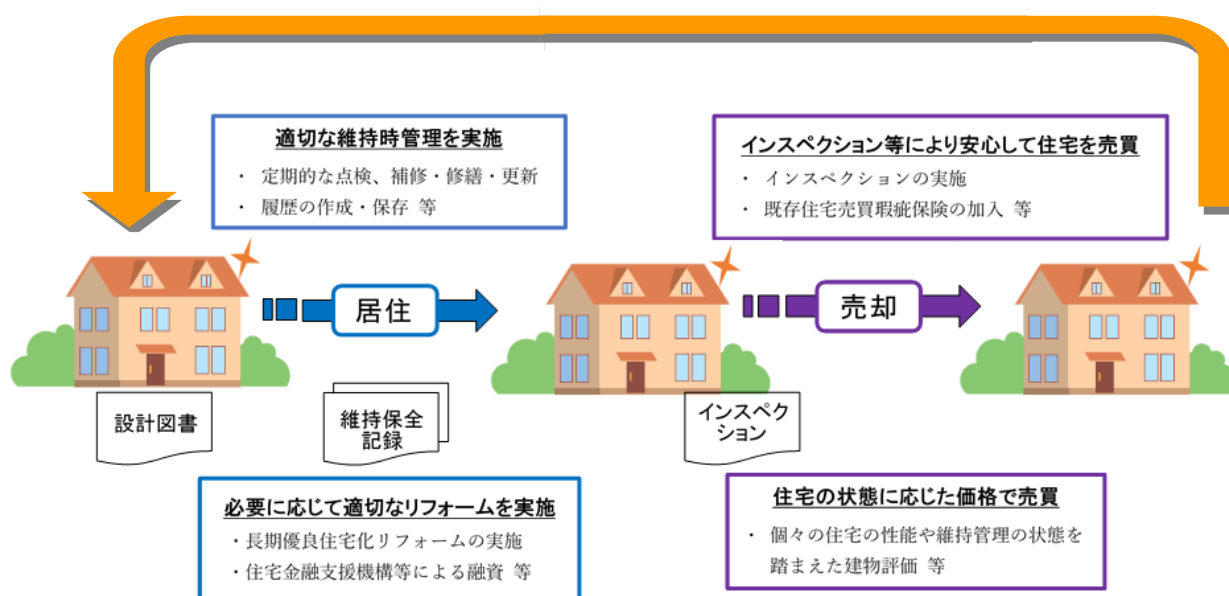 適切な維持時管理を実施
・ 定期的な点検、補修・修繕・更新
・ 履歴の作成・保存 等
インスペクション等により安心して住宅を売買
・ インスペクションの実施
・ 既存住宅売買瑕疵保険の加入 等
居住
売却
設計図書
維持保全
記録
インスペク
ション
必要に応じて適切なリフォームを実施
・長期優良住宅化リフォームの実施
・住宅金融支援機構等による融資 等
住宅の状態に応じた価格で売買
・ 個々の住宅の性能や維持管理の状態を
踏まえた建物評価 等